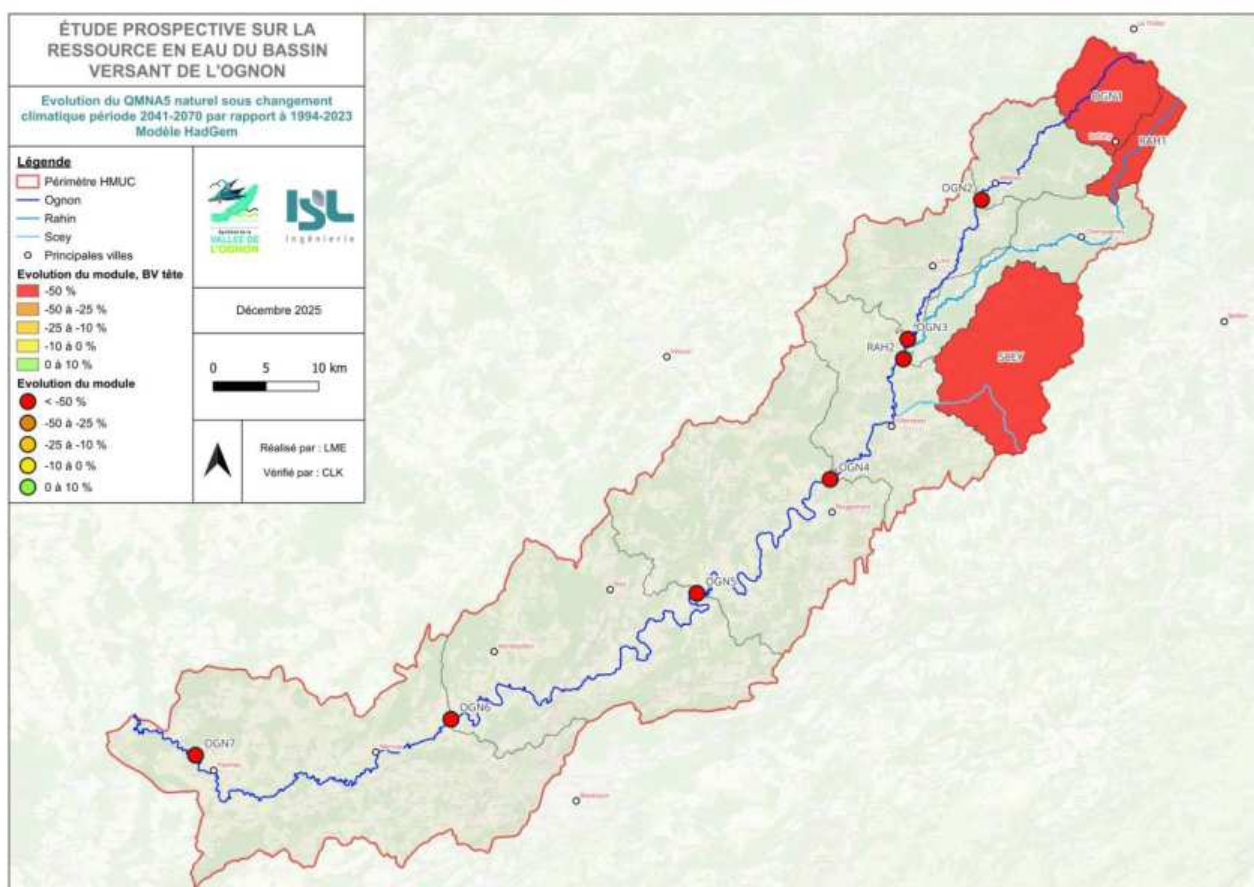 ÉTUDE PROSPECTIVE SUR LA
RESSOURCE EN EAU DU BASSIN
VERSANT DE L'OGNON
Evolution du QMNA5 naturel sous changement
climatique période 2041-2070 par rapport à 1994-2023
Modèle HadGem
Légende
Périmètre HMUC
Ognon
Rahin
Scey
Principales villes
Evolution du module, BV tête
-50 %
-50 à -25 %
-25 à -10 %
-10 à 0 %
0 à 10 %
Evolution du module
< -50 %
-50 à -25 %
-25 à -10 %
-10 à 0 %
0 à 10 %
VALLÉE DE
L'OGNON
ISL
Ingénierie
Décembre 2025
0 5 10 km
Réalisé par : LME
Vérifié par : CLK
OGN1
RAH1
OGN2
OGN3
RAH2
SCEY
OGN4
OGN5
OGN6
OGN7